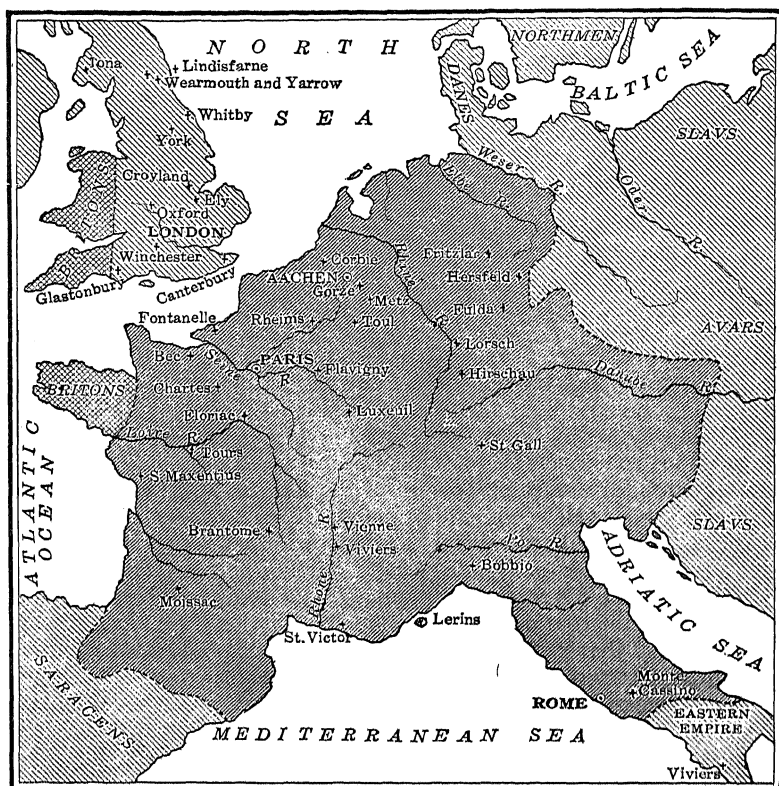 NORTH
SEA
NORTHMEN
DANES
BALTIC SEA
SLAVS
Iona
Lindisfarne
Wearmouth and Yarrow
Whitby
York
Croyland
Ely
Oxford
LONDON
Winchester
Glastonbury
Canterbury
Weser R.
Elbe R.
Oder R.
Rhine R.
Fritzlar
Hersfeld
Fulda
AVARS
Corbie
AACHEN
Gorze
Metz
Toul
Rheims
Fontanelle
Lorsch
Hirschau
Danube R.
Bec
Seine R.
PARIS
Flavigny
BRITONS
Chartes
Floriac
Luxeuil
Loire R.
Tours
St. Gall
S. Maxentius
ATLANTIC
OCEAN
SLAVS
Brantome
Vienne
Viviers
Rhone R.
Po R.
Bobbio
ADRIATIC SEA
Moissac
St. Victor
Lerins
SARACENS
Monte
Cassino
ROME
EASTERN
EMPIRE
MEDITERRANEAN SEA
Viviers